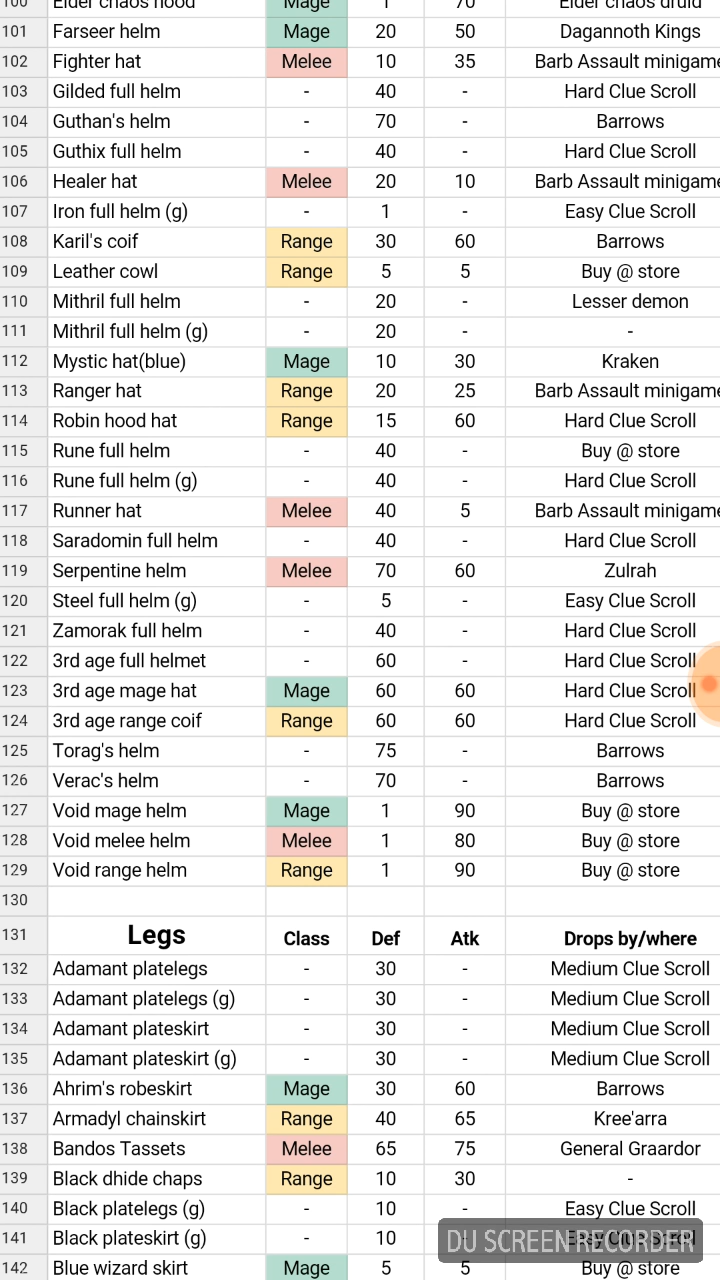 100 Elder chaos hood Mage 1 70 Elder chaos druid
101 Farseer helm Mage 20 50 Dagannoth Kings
102 Fighter hat Melee 10 35 Barb Assault minigame
103 Gilded full helm - 40 - Hard Clue Scroll
104 Guthan's helm - 70 - Barrows
105 Guthix full helm - 40 - Hard Clue Scroll
106 Healer hat Melee 20 10 Barb Assault minigame
107 Iron full helm (g) - 1 - Easy Clue Scroll
108 Karil's coif Range 30 60 Barrows
109 Leather cowl Range 5 5 Buy @ store
110 Mithril full helm - 20 - Lesser demon
111 Mithril full helm (g) - 20 - -
112 Mystic hat(blue) Mage 10 30 Kraken
113 Ranger hat Range 20 25 Barb Assault minigame
114 Robin hood hat Range 15 60 Hard Clue Scroll
115 Rune full helm - 40 - Buy @ store
116 Rune full helm (g) - 40 - Hard Clue Scroll
117 Runner hat Melee 40 5 Barb Assault minigame
118 Saradomin full helm - 40 - Hard Clue Scroll
119 Serpentine helm Melee 70 60 Zulrah
120 Steel full helm (g) - 5 - Easy Clue Scroll
121 Zamorak full helm - 40 - Hard Clue Scroll
122 3rd age full helmet - 60 - Hard Clue Scroll
123 3rd age mage hat Mage 60 60 Hard Clue Scroll
124 3rd age range coif Range 60 60 Hard Clue Scroll
125 Torag's helm - 75 - Barrows
126 Verac's helm - 70 - Barrows
127 Void mage helm Mage 1 90 Buy @ store
128 Void melee helm Melee 1 80 Buy @ store
129 Void range helm Range 1 90 Buy @ store
130
131 Legs Class Def Atk Drops by/where
132 Adamant platelegs - 30 - Medium Clue Scroll
133 Adamant platelegs (g) - 30 - Medium Clue Scroll
134 Adamant plateskirt - 30 - Medium Clue Scroll
135 Adamant plateskirt (g) - 30 - Medium Clue Scroll
136 Ahrim's robeskirt Mage 30 60 Barrows
137 Armadyl chainskirt Range 40 65 Kree'arra
138 Bandos Tassets Melee 65 75 General Graardor
139 Black dhide chaps Range 10 30 -
140 Black platelegs (g) - 10 - Easy Clue Scroll
141 Black plateskirt (g) - 10 - Easy Clue Scroll
142 Blue wizard skirt Mage 5 5 Buy @ store
DU SCREEN RECORDER